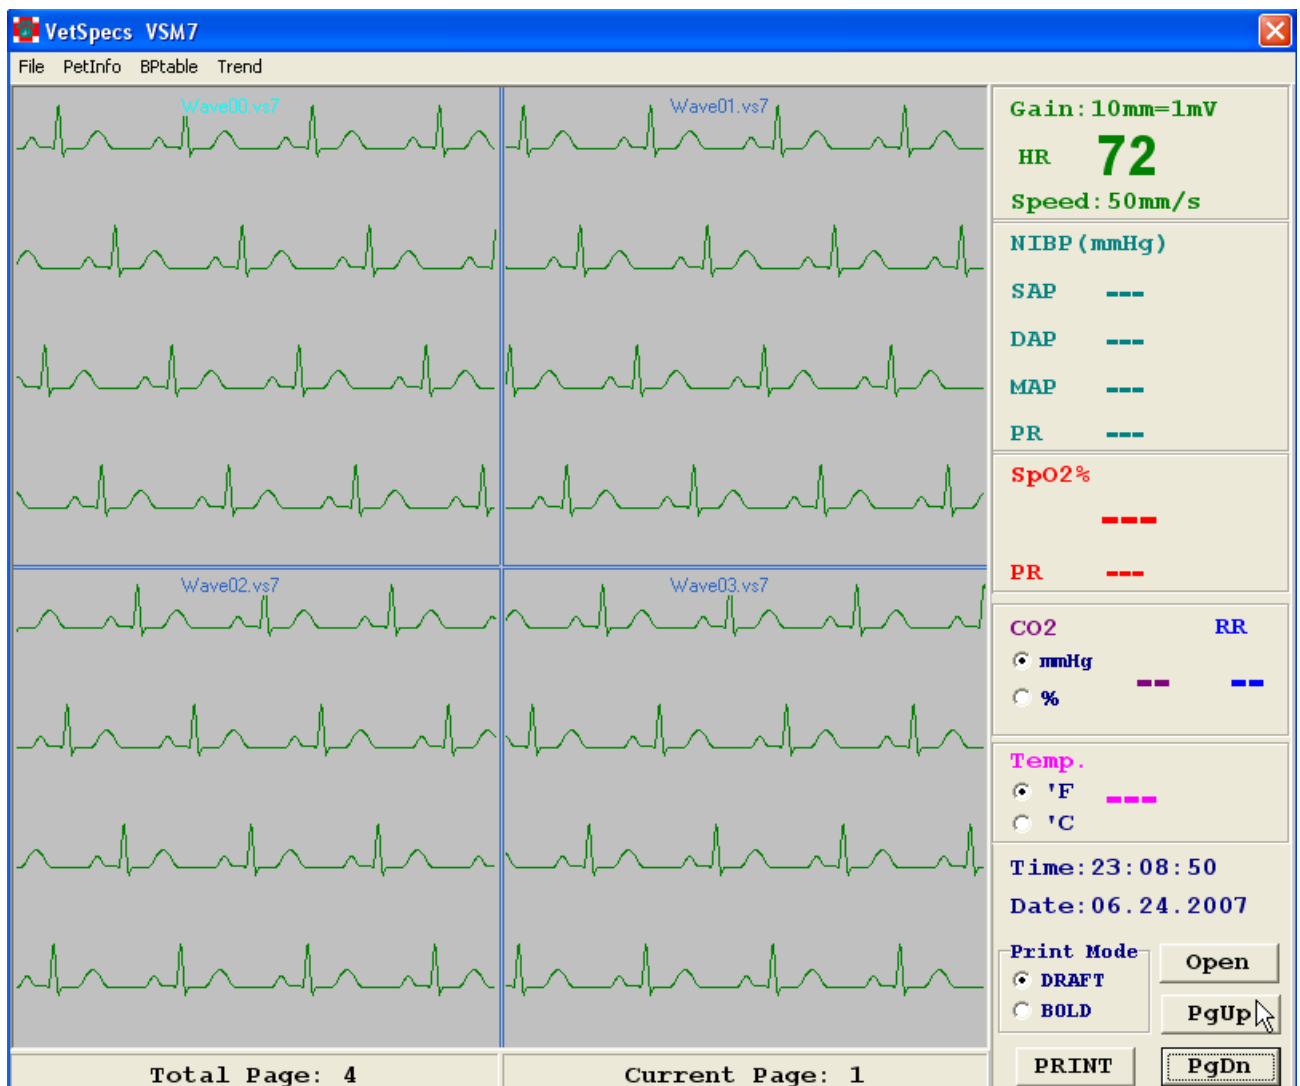 VetSpecs VSM7
File PetInfo BPtable Trend
Wave00.vs7
Wave01.vs7
Wave02.vs7
Wave03.vs7
Gain:10mm=1mV
HR 72
Speed:50mm/s
NIBP(mmHg)
SAP ---
DAP ---
MAP ---
PR ---
SpO2%
---
PR ---
CO2 RR
mmHg
-- --
%
Temp.
'F ---
'C
Time:23:08:50
Date:06.24.2007
Print Mode
DRAFT
BOLD
Open
PgUp
PRINT PgDn
Total Page: 4 Current Page: 1